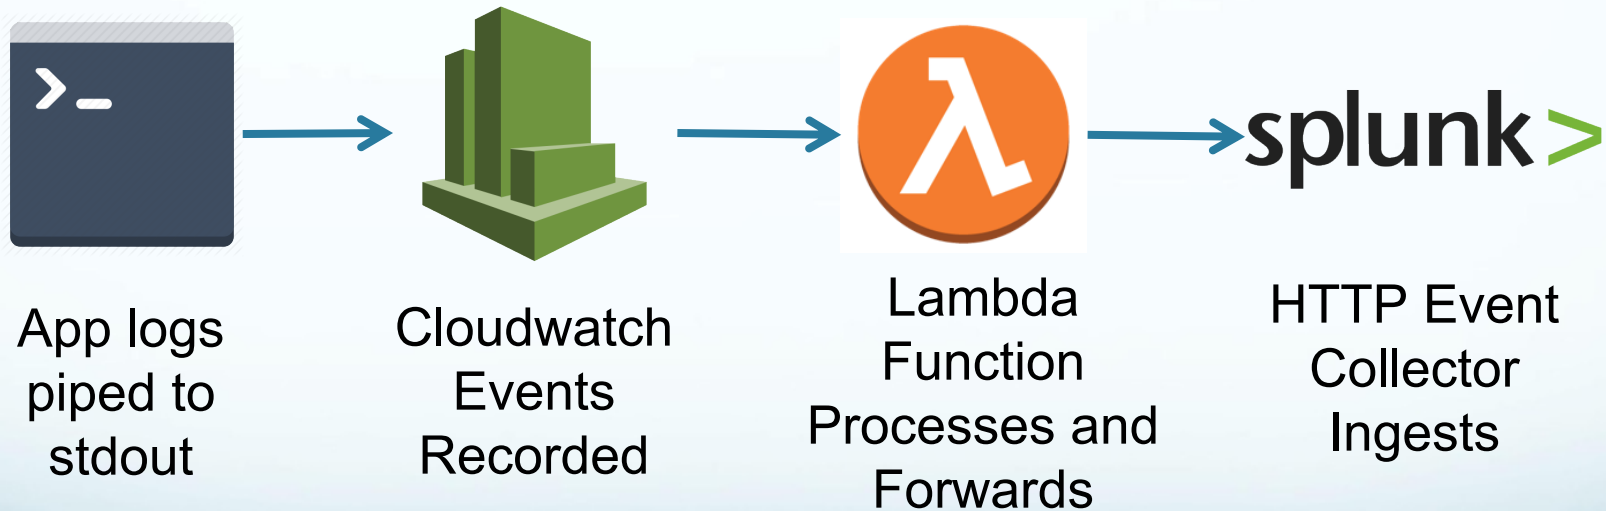 splunk>
App logs
piped to
stdout
Cloudwatch
Events
Recorded
Lambda
Function
Processes and
Forwards
HTTP Event
Collector
Ingests